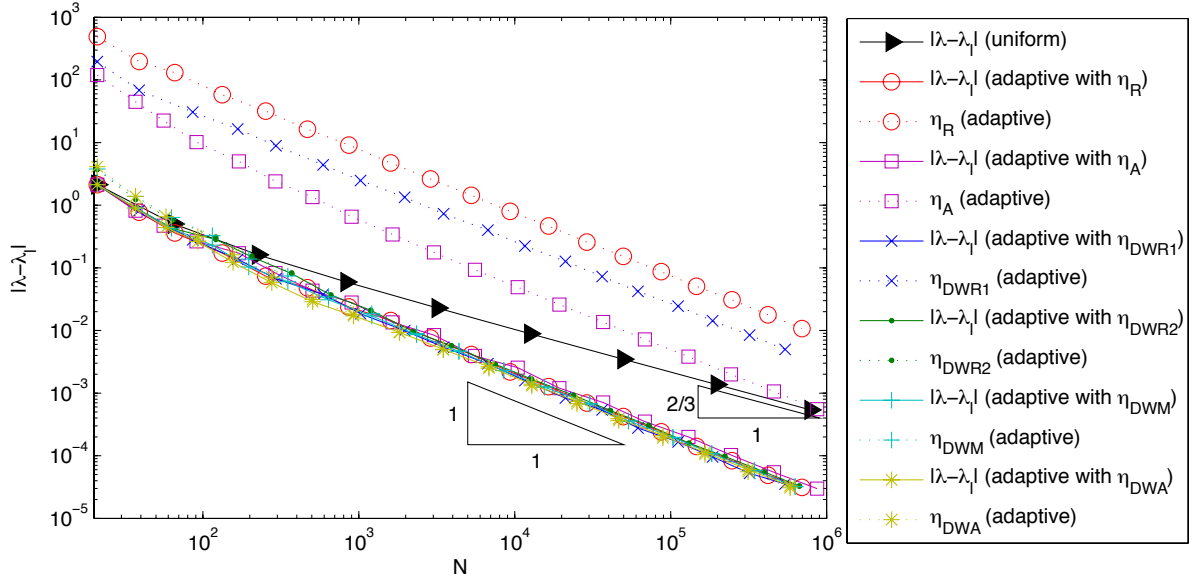 10^3
10^2
10^1
10^0
10^-1
10^-2
10^-3
10^-4
10^-5
|λ−λ_l|
10^2
10^3
10^4
10^5
10^6
N
1
1
2/3
1
|λ−λ_l| (uniform)
|λ−λ_l| (adaptive with η_R)
η_R (adaptive)
|λ−λ_l| (adaptive with η_A)
η_A (adaptive)
|λ−λ_l| (adaptive with η_DWR1)
η_DWR1 (adaptive)
|λ−λ_l| (adaptive with η_DWR2)
η_DWR2 (adaptive)
|λ−λ_l| (adaptive with η_DWM)
η_DWM (adaptive)
|λ−λ_l| (adaptive with η_DWA)
η_DWA (adaptive)